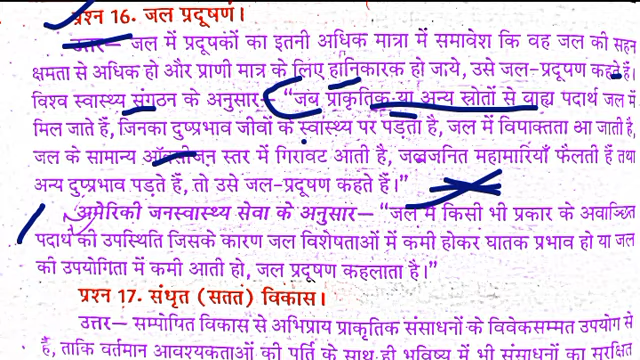 प्रश्न 16. जल प्रदूषण।
उत्तर— जल में प्रदूषकों का इतनी अधिक मात्रा में समावेश कि वह जल की सहन
क्षमता से अधिक हो और प्राणी मात्र के लिए हानिकारक हो जाये, उसे जल-प्रदूषण कहते हैं।
विश्व स्वास्थ्य संगठन के अनुसार— “जब प्राकृतिक या अन्य स्रोतों से वाह्य पदार्थ जल में
मिल जाते हैं, जिनका दुष्प्रभाव जीवों के स्वास्थ्य पर पड़ता है, जल में विषाक्तता आ जाती है,
जल के सामान्य ऑक्सीजन स्तर में गिरावट आती है, जलजनित महामारियाँ फैलती हैं तथा
अन्य दुष्प्रभाव पड़ते हैं, तो उसे जल-प्रदूषण कहते हैं।”
अमेरिकी जनस्वास्थ्य सेवा के अनुसार— “जल में किसी भी प्रकार के अवाञ्छित
पदार्थ की उपस्थिति जिसके कारण जल विशेषताओं में कमी होकर घातक प्रभाव हो या जल
की उपयोगिता में कमी आती हो, जल प्रदूषण कहलाता है।”
प्रश्न 17. संधृत (सतत) विकास।
उत्तर— सम्पोषित विकास से अभिप्राय प्राकृतिक संसाधनों के विवेकसम्मत उपयोग से
है, ताकि वर्तमान आवश्यकताओं की पूर्ति के साथ ही भविष्य में भी संसाधनों का सुरक्षित